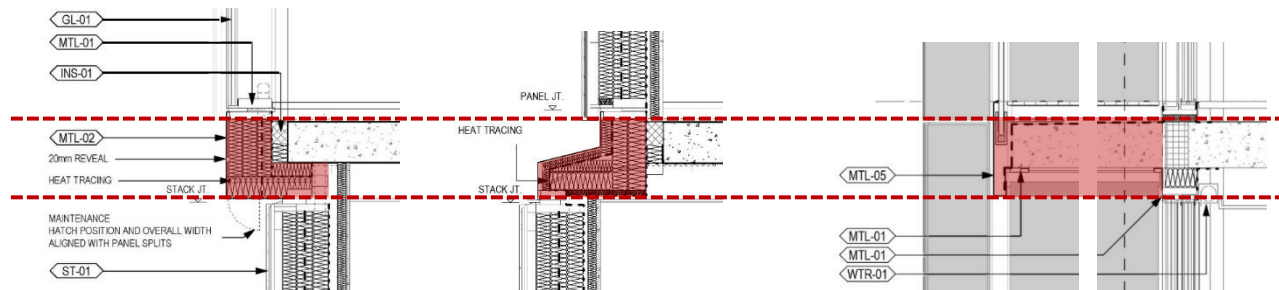 GL-01
MTL-01
INS-01
MTL-02
20mm REVEAL
HEAT TRACING
STACK JT.
MAINTENANCE
HATCH POSITION AND OVERALL WIDTH
ALIGNED WITH PANEL SPLITS
ST-01
PANEL JT.
HEAT TRACING
STACK JT.
MTL-05
MTL-01
MTL-01
WTR-01